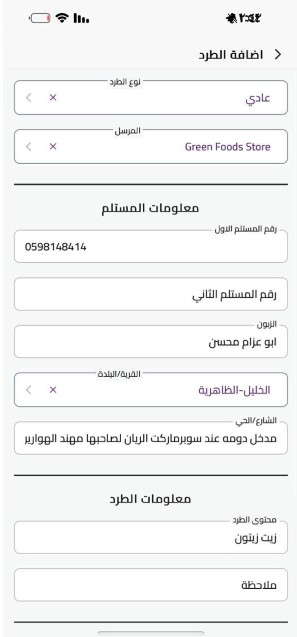 ٢:٥٤
اضافة الطرد
نوع الطرد
عادي
المرسل
Green Foods Store
معلومات المستلم
رقم المستلم الاول
0598148414
رقم المستلم الثاني
الزبون
ابو عزام محسن
القرية/البلدة
الخليل-الظاهرية
الشارع/الحي
مدخل دومه عند سوبرماركت الريان لصاحبها مهند الهوارير
معلومات الطرد
محتوى الطرد
زيت زيتون
ملاحظة